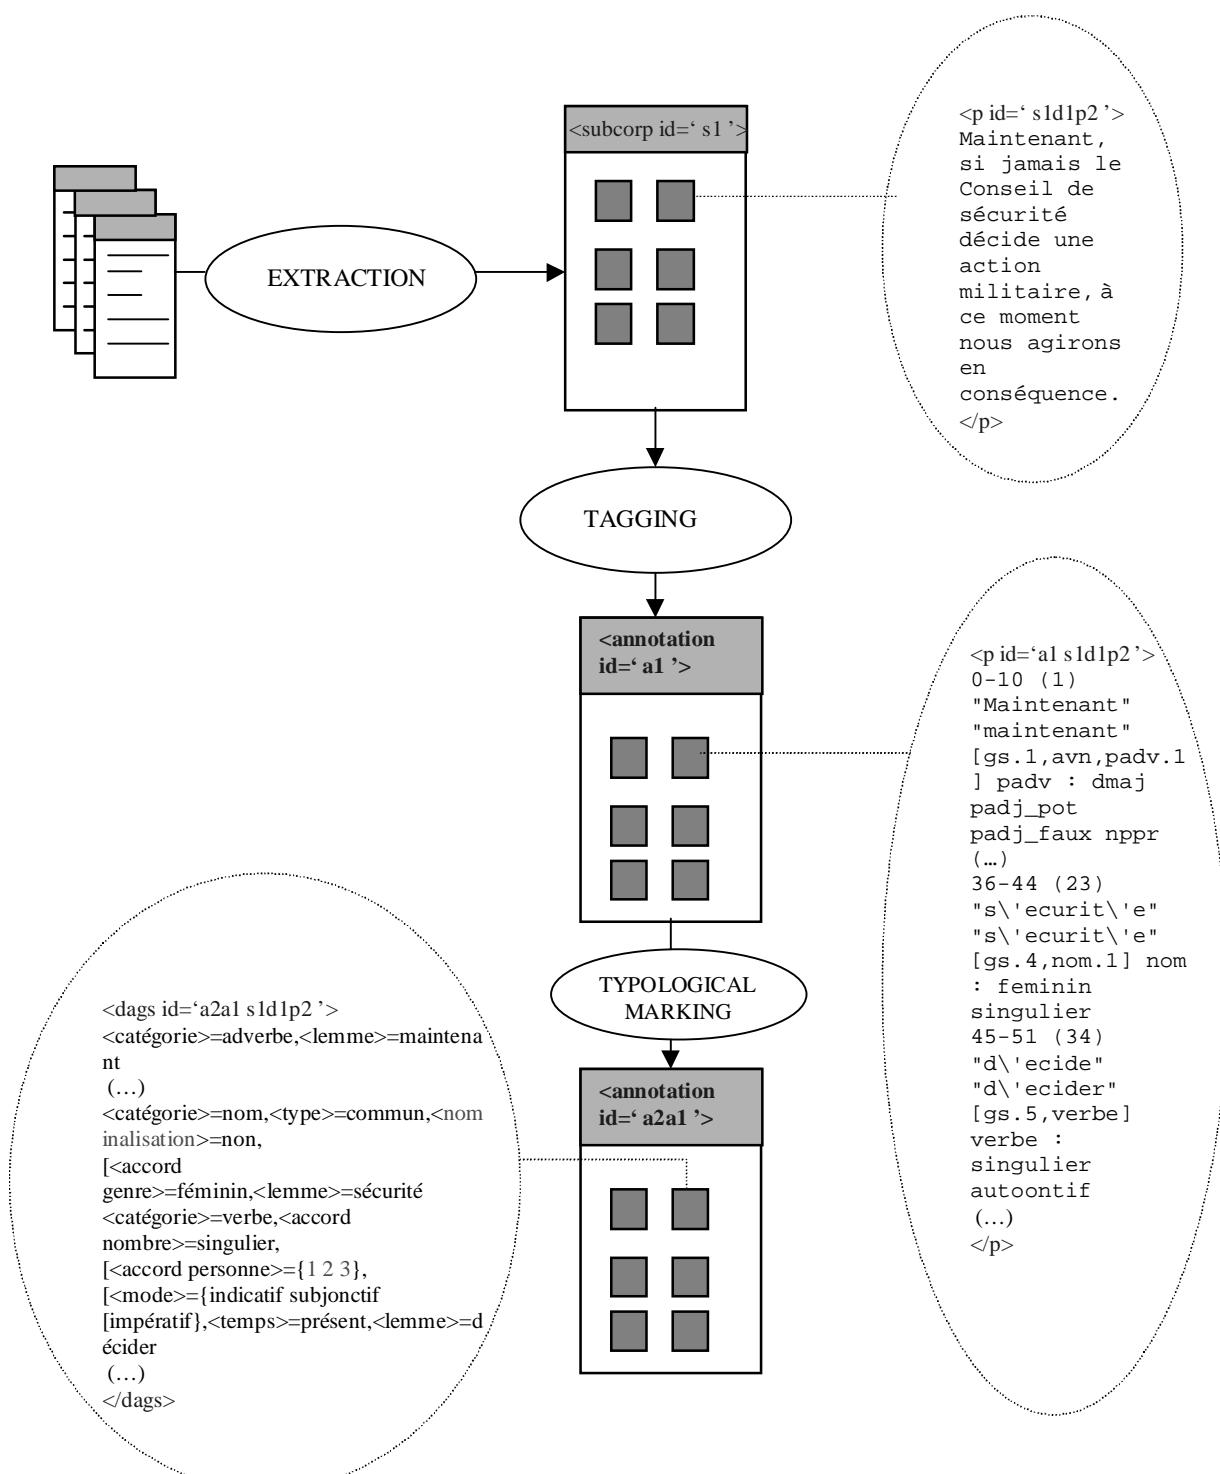 <subcorp id=‘ s1 ’>
EXTRACTION
<p id=‘ s1d1p2 ’>
Maintenant,
si jamais le
Conseil de
sécurité
décide une
action
militaire, à
ce moment
nous agirons
en
conséquence.
</p>
TAGGING
<annotation
id=‘ a1 ’>
<p id=‘a1 s1d1p2 ’>
0-10 (1)
"Maintenant"
"maintenant"
[gs.1,avn,padv.1
] padv : dmaj
padj_pot
padj_faux nppr
(…)
36-44 (23)
"s\'ecurit\'e"
"s\'ecurit\'e"
[gs.4,nom.1] nom
: feminin
singulier
45-51 (34)
"d\'ecide"
"d\'ecider"
[gs.5,verbe]
verbe :
singulier
autoontif
(…)
</p>
TYPOLOGICAL
MARKING
<annotation
id=‘ a2a1 ’>
<dags id=‘a2a1 s1d1p2 ’>
<catégorie>=adverbe,<lemme>=maintena
nt
(…)
<catégorie>=nom,<type>=commun,<nom
inalisation>=non,
[<accord
genre>=féminin,<lemme>=sécurité
<catégorie>=verbe,<accord
nombre>=singulier,
[<accord personne>={1 2 3},
[<mode>={indicatif subjonctif
[impératif},<temps>=présent,<lemme>=d
écider
(…)
</dags>